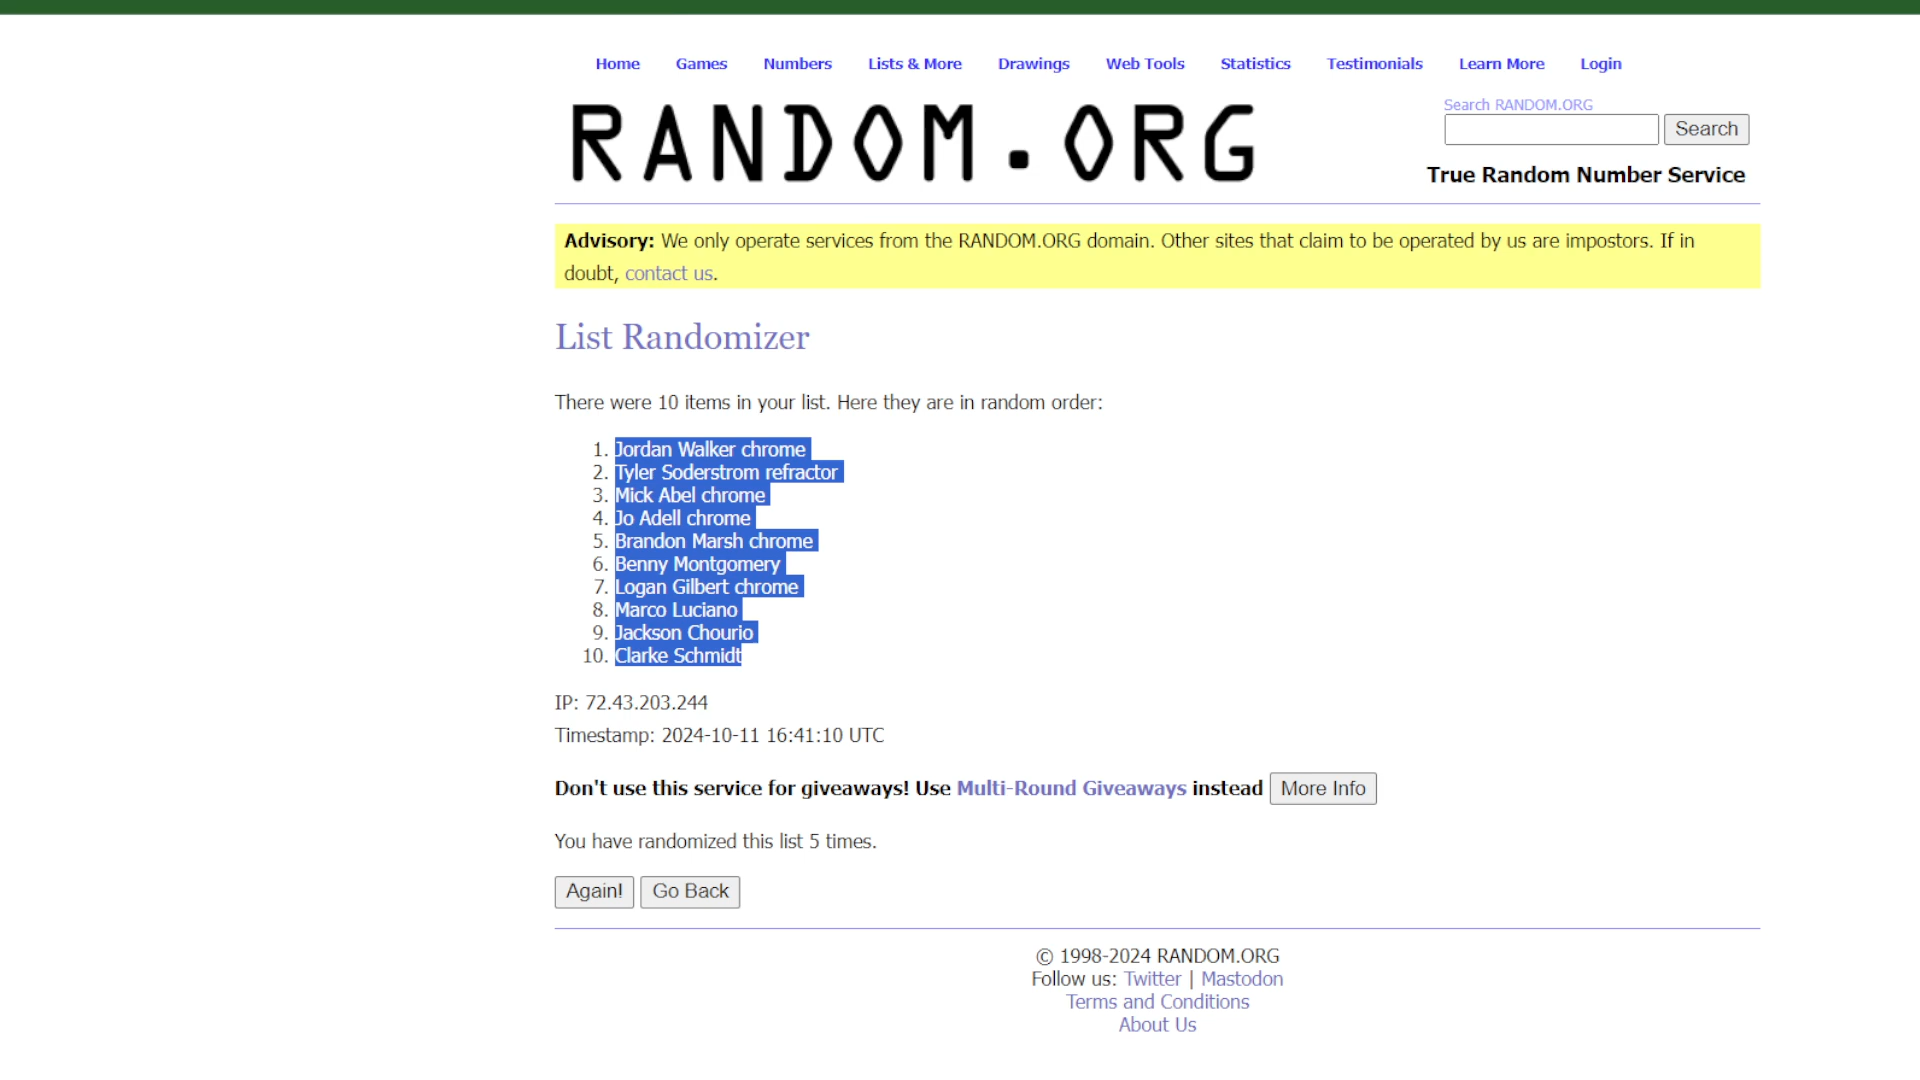 Home Games Numbers Lists & More Drawings Web Tools Statistics Testimonials Learn More Login
RANDOM.ORG
Search RANDOM.ORG
Search
True Random Number Service
Advisory: We only operate services from the RANDOM.ORG domain. Other sites that claim to be operated by us are impostors. If in
doubt, contact us.
List Randomizer
There were 10 items in your list. Here they are in random order:
1. Jordan Walker chrome
2. Tyler Soderstrom refractor
3. Mick Abel chrome
4. Jo Adell chrome
5. Brandon Marsh chrome
6. Benny Montgomery
7. Logan Gilbert chrome
8. Marco Luciano
9. Jackson Chourio
10. Clarke Schmidt
IP: 72.43.203.244
Timestamp: 2024-10-11 16:41:10 UTC
Don't use this service for giveaways! Use Multi-Round Giveaways instead More Info
You have randomized this list 5 times.
Again! Go Back
© 1998-2024 RANDOM.ORG
Follow us: Twitter | Mastodon
Terms and Conditions
About Us